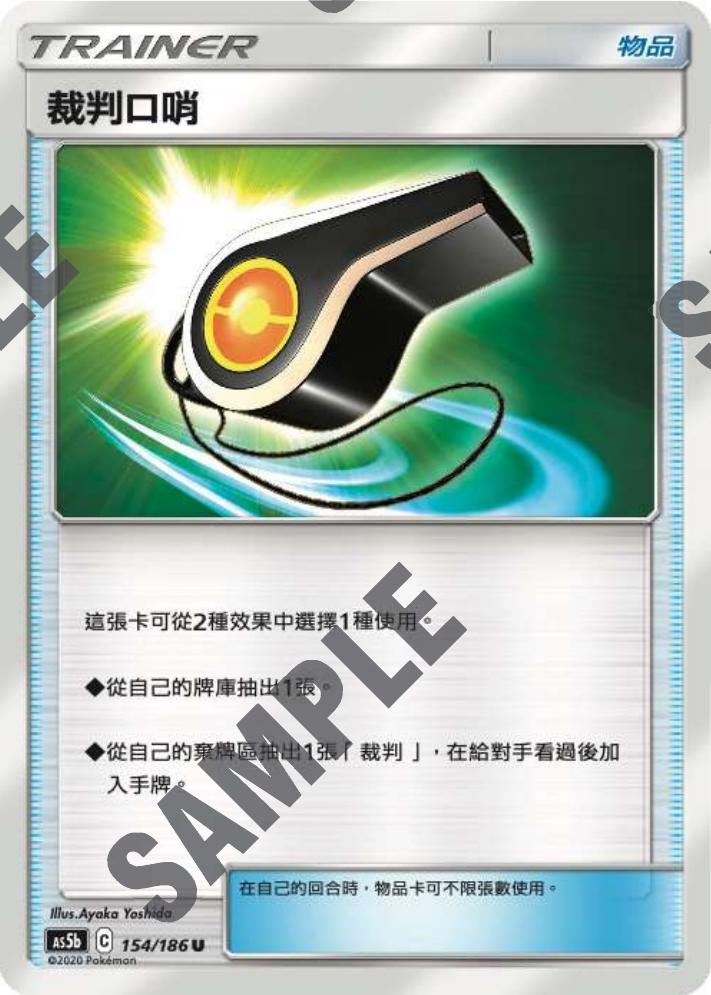 TRAINER
物品
裁判口哨
這張卡可從2種效果中選擇1種使用。
◆從自己的牌庫抽出1張。
◆從自己的棄牌區抽出1張「裁判」,在給對手看過後加
入手牌。
SAMPLE
在自己的回合時,物品卡可不限張數使用。
Illus.Ayaka Yoshida
AS5b C 154/186 U
©2020 Pokémon